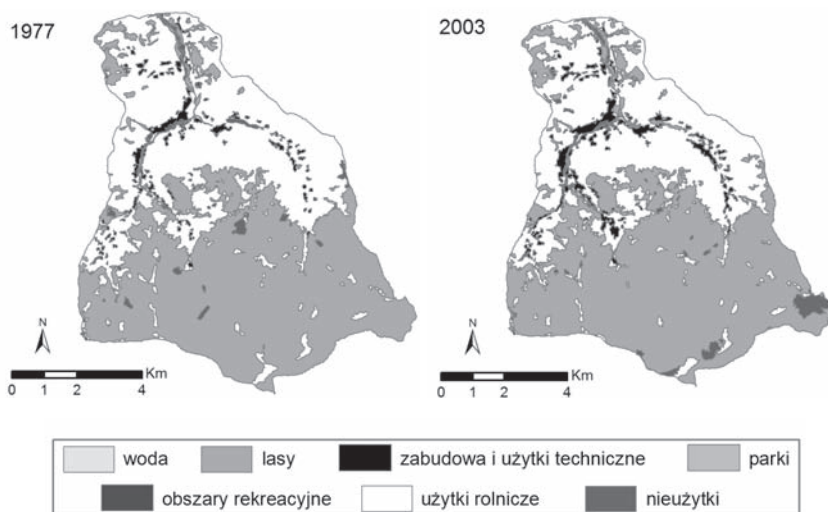 1977
2003
N
Km
0 1 2 4
N
Km
0 1 2 4
woda lasy zabudowa i użytki techniczne parki
obszary rekreacyjne użytki rolnicze nieużytki